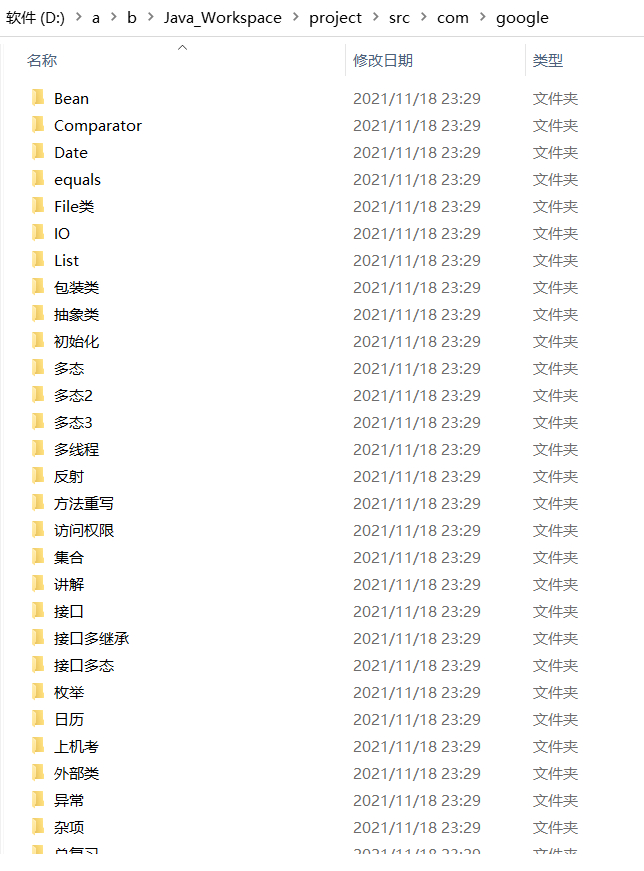 软件 (D:) > a > b > Java_Workspace > project > src > com > google
名称 修改日期 类型
Bean 2021/11/18 23:29 文件夹
Comparator 2021/11/18 23:29 文件夹
Date 2021/11/18 23:29 文件夹
equals 2021/11/18 23:29 文件夹
File类 2021/11/18 23:29 文件夹
IO 2021/11/18 23:29 文件夹
List 2021/11/18 23:29 文件夹
包装类 2021/11/18 23:29 文件夹
抽象类 2021/11/18 23:29 文件夹
初始化 2021/11/18 23:29 文件夹
多态 2021/11/18 23:29 文件夹
多态2 2021/11/18 23:29 文件夹
多态3 2021/11/18 23:29 文件夹
多线程 2021/11/18 23:29 文件夹
反射 2021/11/18 23:29 文件夹
方法重写 2021/11/18 23:29 文件夹
访问权限 2021/11/18 23:29 文件夹
集合 2021/11/18 23:29 文件夹
讲解 2021/11/18 23:29 文件夹
接口 2021/11/18 23:29 文件夹
接口多继承 2021/11/18 23:29 文件夹
接口多态 2021/11/18 23:29 文件夹
枚举 2021/11/18 23:29 文件夹
日历 2021/11/18 23:29 文件夹
上机考 2021/11/18 23:29 文件夹
外部类 2021/11/18 23:29 文件夹
异常 2021/11/18 23:29 文件夹
杂项 2021/11/18 23:29 文件夹